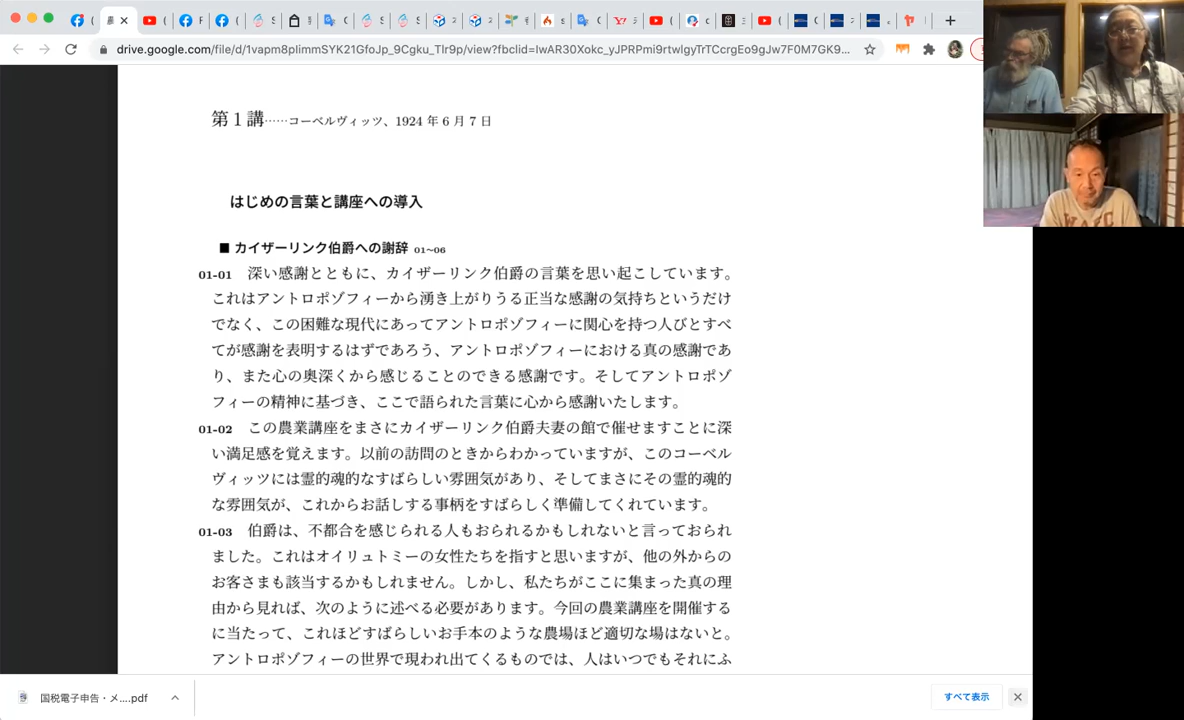 drive.google.com/file/d/1vapm8pIimmSYK21GfoJp_9Cgku_TIr9p/view?fbclid=IwAR30Xokc_yJPRPmi9rtwIgyTrTCcrgEo9gJw7F0M7GK9...
第1講……コーベルヴィッツ、1924年6月7日
はじめの言葉と講座への導入
■ カイザーリンク伯爵への謝辞 01~06
01-01 深い感謝とともに、カイザーリンク伯爵の言葉を思い起こしています。
これはアントロポゾフィーから湧き上がりうる正当な感謝の気持ちというだけ
でなく、この困難な現代にあってアントロポゾフィーに関心を持つ人びとすべ
てが感謝を表明するはずであろう、アントロポゾフィーにおける真の感謝であ
り、また心の奥深くから感じることのできる感謝です。そしてアントロポゾ
フィーの精神に基づき、ここで語られた言葉に心から感謝いたします。
01-02 この農業講座をまさにカイザーリンク伯爵夫妻の館で催せますことに深
い満足感を覚えます。以前の訪問のときからわかっていますが、このコーベル
ヴィッツには霊的魂的なすばらしい雰囲気があり、そしてまさにその霊的魂的
な雰囲気が、これからお話しする事柄をすばらしく準備してくれています。
01-03 伯爵は、不都合を感じられる人もおられるかもしれないと言っておられ
ました。これはオイリュトミーの女性たちを指すと思いますが、他の外からの
お客さまも該当するかもしれません。しかし、私たちがここに集まった真の理
由から見れば、次のように述べる必要があります。今回の農業講座を開催する
に当たって、これほどすばらしいお手本のような農場ほど適切な場はないと。
アントロポゾフィーの世界で現われ出てくるものでは、人はいつでもそれにふ
国税電子申告・メ....pdf
すべて表示